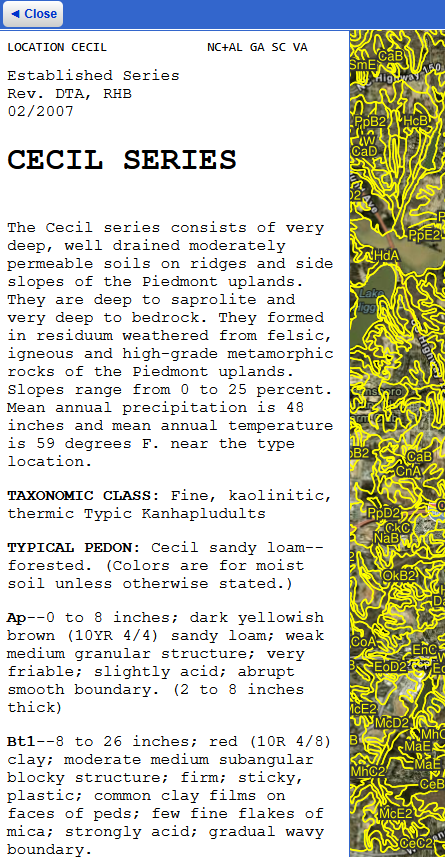 ◄ Close
LOCATION CECIL NC+AL GA SC VA
Established Series
Rev. DTA, RHB
02/2007
CECIL SERIES
The Cecil series consists of very
deep, well drained moderately
permeable soils on ridges and side
slopes of the Piedmont uplands.
They are deep to saprolite and
very deep to bedrock. They formed
in residuum weathered from felsic,
igneous and high-grade metamorphic
rocks of the Piedmont uplands.
Slopes range from 0 to 25 percent.
Mean annual precipitation is 48
inches and mean annual temperature
is 59 degrees F. near the type
location.
TAXONOMIC CLASS: Fine, kaolinitic,
thermic Typic Kanhapludults
TYPICAL PEDON: Cecil sandy loam--
forested. (Colors are for moist
soil unless otherwise stated.)
Ap--0 to 8 inches; dark yellowish
brown (10YR 4/4) sandy loam; weak
medium granular structure; very
friable; slightly acid; abrupt
smooth boundary. (2 to 8 inches
thick)
Bt1--8 to 26 inches; red (10R 4/8)
clay; moderate medium subangular
blocky structure; firm; sticky,
plastic; common clay films on
faces of peds; few fine flakes of
mica; strongly acid; gradual wavy
boundary.
CaB
SmE
Highway 150
PpB2
HcB
W
CaD
PpE2
HdA
Lake
CaB
CnA
PpD2
CkC
NaB
OkB2
CoA
EhC
EoD2
McE2
McD2
MhC
MaE
MaE
MhC2
CeB
McE2
CeC2